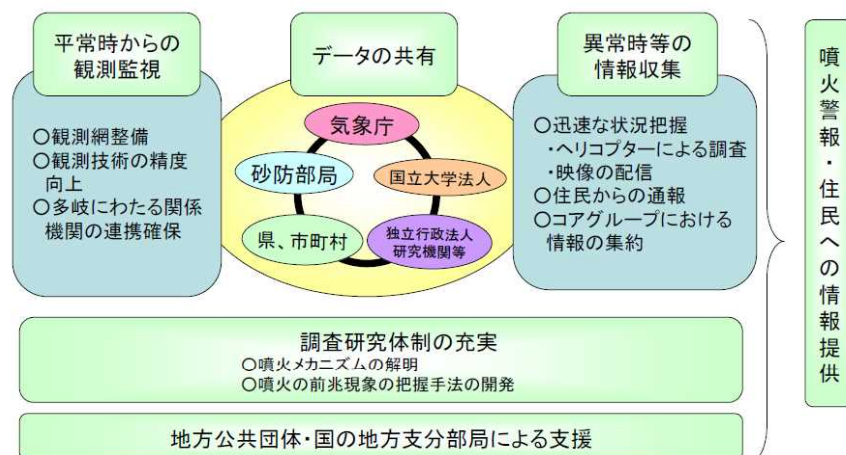 平常時からの
観測監視
○観測網整備
○観測技術の精度
向上
○多岐にわたる関係
機関の連携確保
データの共有
気象庁
砂防部局
国立大学法人
県、市町村
独立行政法人
研究機関等
異常時等の
情報収集
○迅速な状況把握
・ヘリコプターによる調査
・映像の配信
○住民からの通報
○コアグループにおける
情報の集約
調査研究体制の充実
○噴火メカニズムの解明
○噴火の前兆現象の把握手法の開発
地方公共団体・国の地方支分部局による支援
噴火警報・住民への情報提供